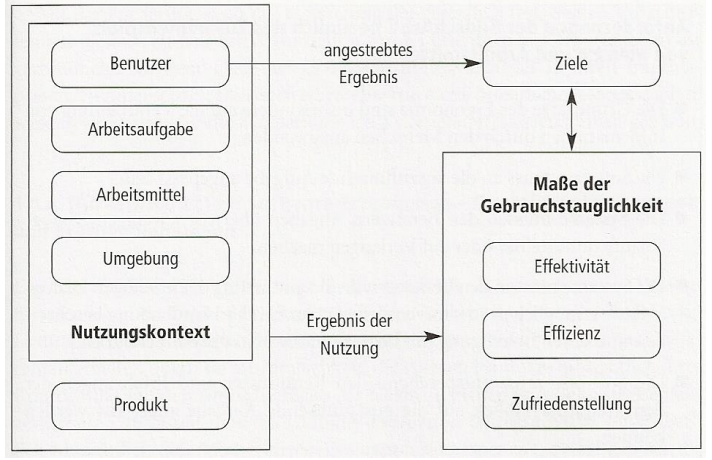 Benutzer
angestrebtes
Ergebnis
Ziele
Arbeitsaufgabe
Arbeitsmittel
Umgebung
Nutzungskontext
Produkt
Ergebnis der
Nutzung
Maße der
Gebrauchstauglichkeit
Effektivität
Effizienz
Zufriedenstellung